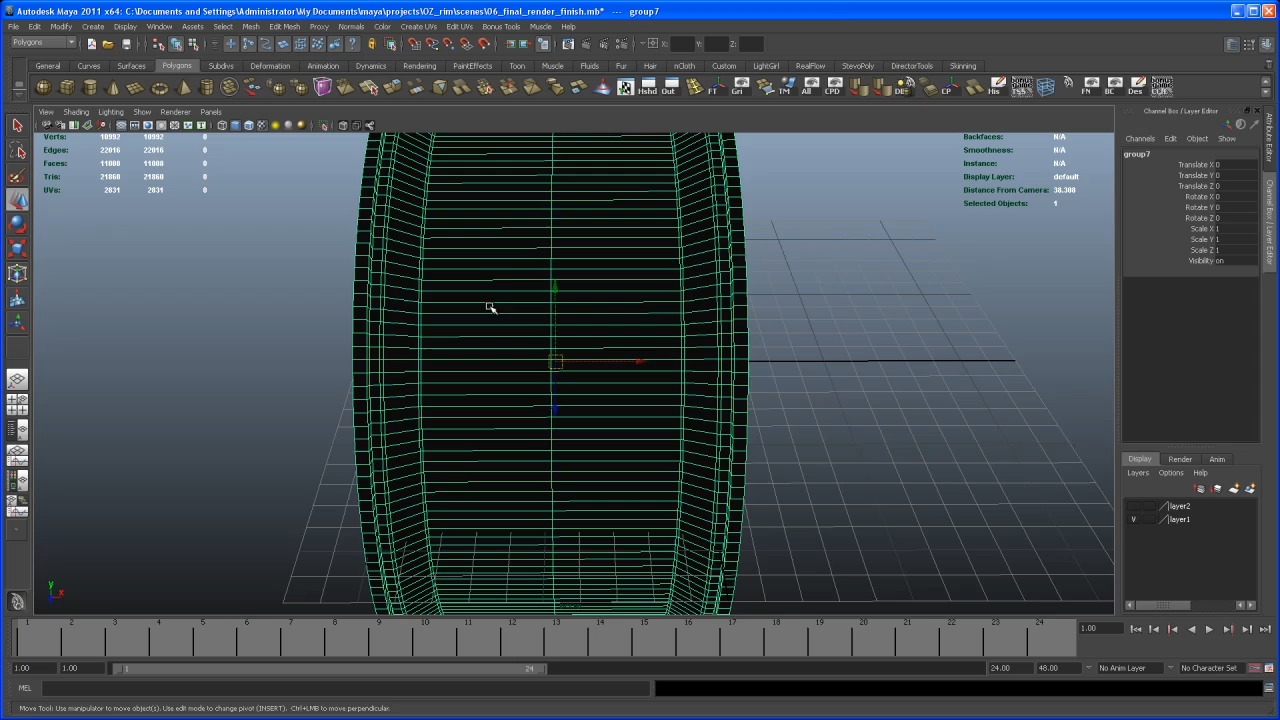 Autodesk Maya 2011 x64: C:\Documents and Settings\Administrator\My Documents\maya\projects\OZ_rim\scenes\06_final_render_finish.mb* --- group7
File Edit Modify Create Display Window Assets Select Mesh Edit Mesh Proxy Normals Color Create UVs Edit UVs Bonus Tools Muscle Help
Polygons X: Y: Z:
General Curves Surfaces Polygons Subdivs Deformation Animation Dynamics Rendering PaintEffects Toon Muscle Fluids Fur Hair nCloth Custom LightGirl RealFlow StevoPoly DirectorTools Skinning
Hshd Out FT Grt TM All CPD CP His FN DC Des
View Shading Lighting Show Renderer Panels
Channel Box / Layer Editor
Channels Edit Object Show
Verts: 10992 10992 0
Edges: 22016 22016 0
Faces: 11008 11008 0
Tris: 21860 21860 0
UVs: 2831 2831 0
Backfaces: N/A
Smoothness: N/A
Instance: N/A
Display Layer: default
Distance From Camera: 38.308
Selected Objects: 1
group7
Translate X 0
Translate Y 0
Translate Z 0
Rotate X 0
Rotate Y 0
Rotate Z 0
Scale X 1
Scale Y 1
Scale Z 1
Visibility on
Attribute Editor
Channel Box / Layer Editor
Display Render Anim
Layers Options Help
layer2
V layer1
y
x
1 2 3 4 5 6 7 8 9 10 11 12 13 14 15 16 17 18 19 20 21 22 23 24
1.00
1.00 1.00 1 24 24.00 48.00 No Anim Layer No Character Set
MEL
Move Tool: Use manipulator to move object(s). Use edit mode to change pivot (INSERT). Ctrl+LMB to move perpendicular.